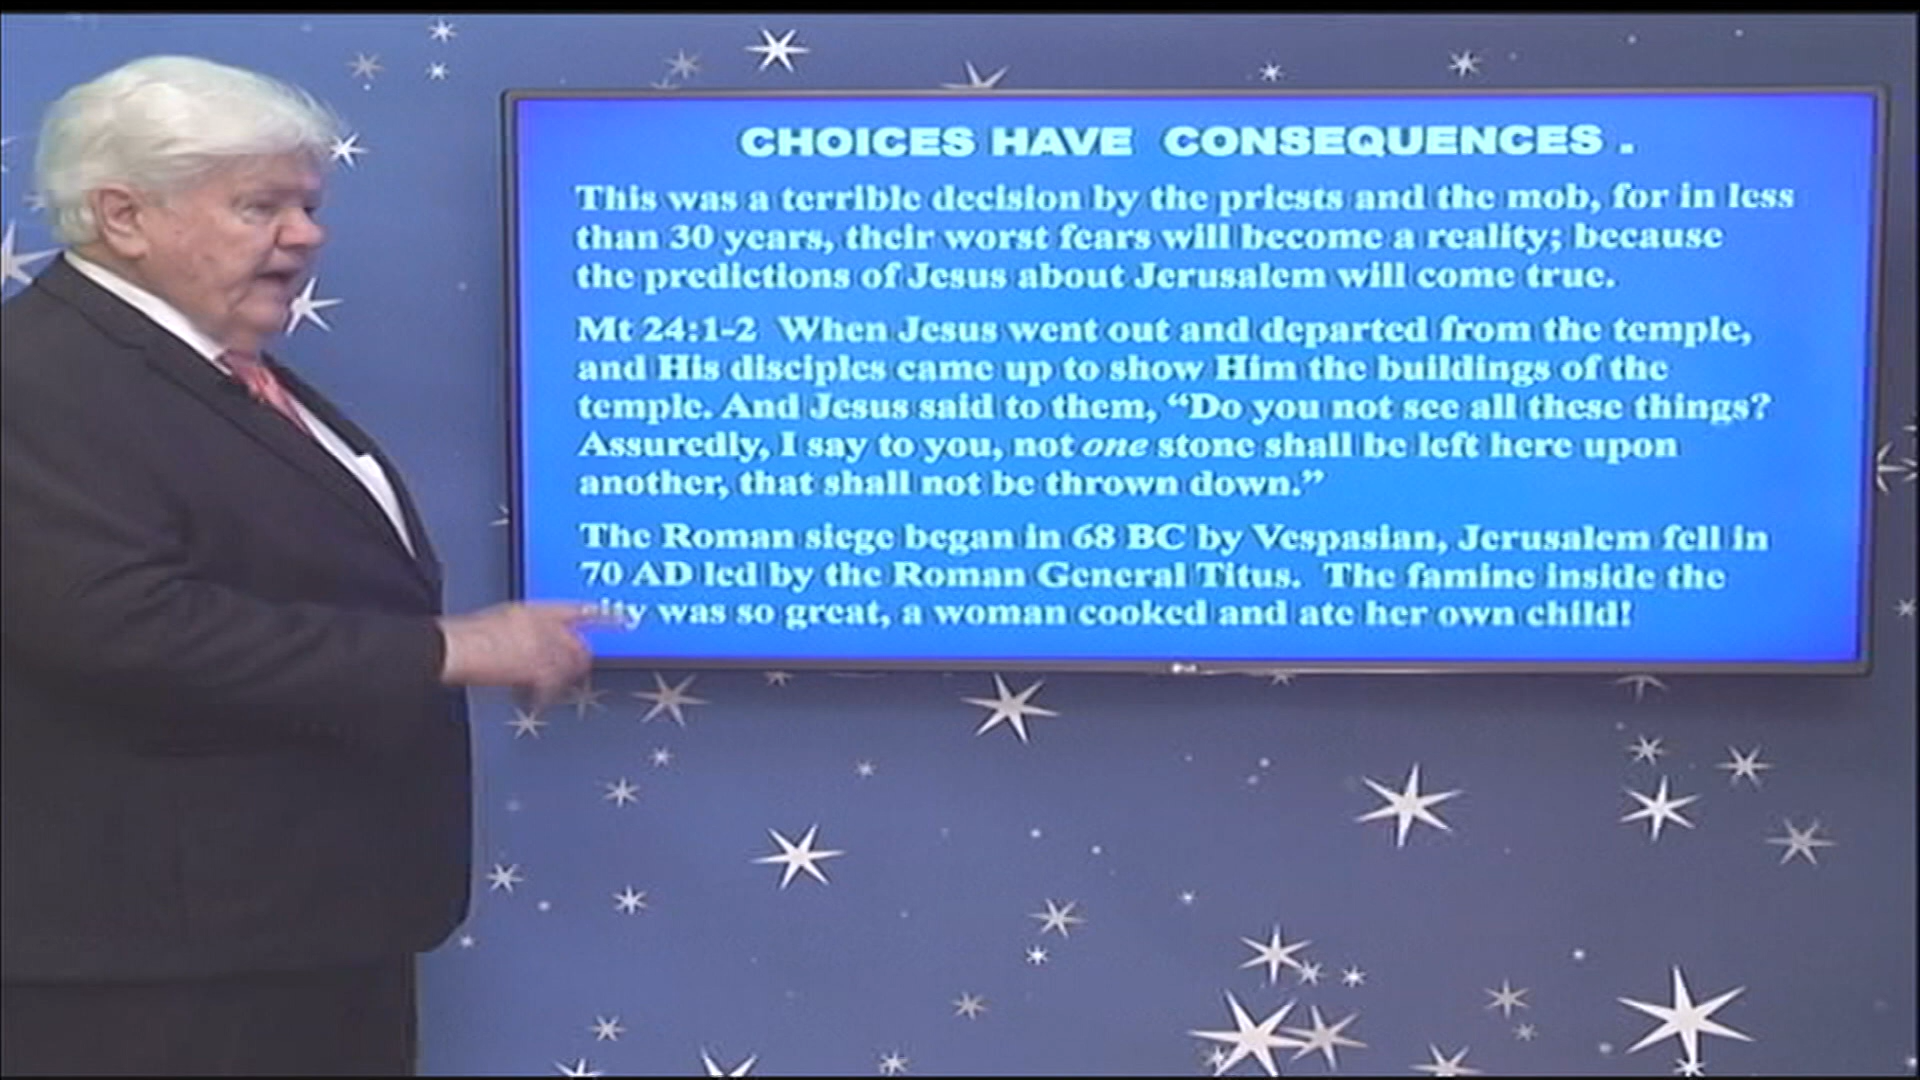 CHOICES HAVE CONSEQUENCES .
This was a terrible decision by the priests and the mob, for in less
than 30 years, their worst fears will become a reality; because
the predictions of Jesus about Jerusalem will come true.
Mt 24:1-2 When Jesus went out and departed from the temple,
and His disciples came up to show Him the buildings of the
temple. And Jesus said to them, “Do you not see all these things?
Assuredly, I say to you, not one stone shall be left here upon
another, that shall not be thrown down.”
The Roman siege began in 68 BC by Vespasian, Jerusalem fell in
70 AD led by the Roman General Titus. The famine inside the
city was so great, a woman cooked and ate her own child!
LG